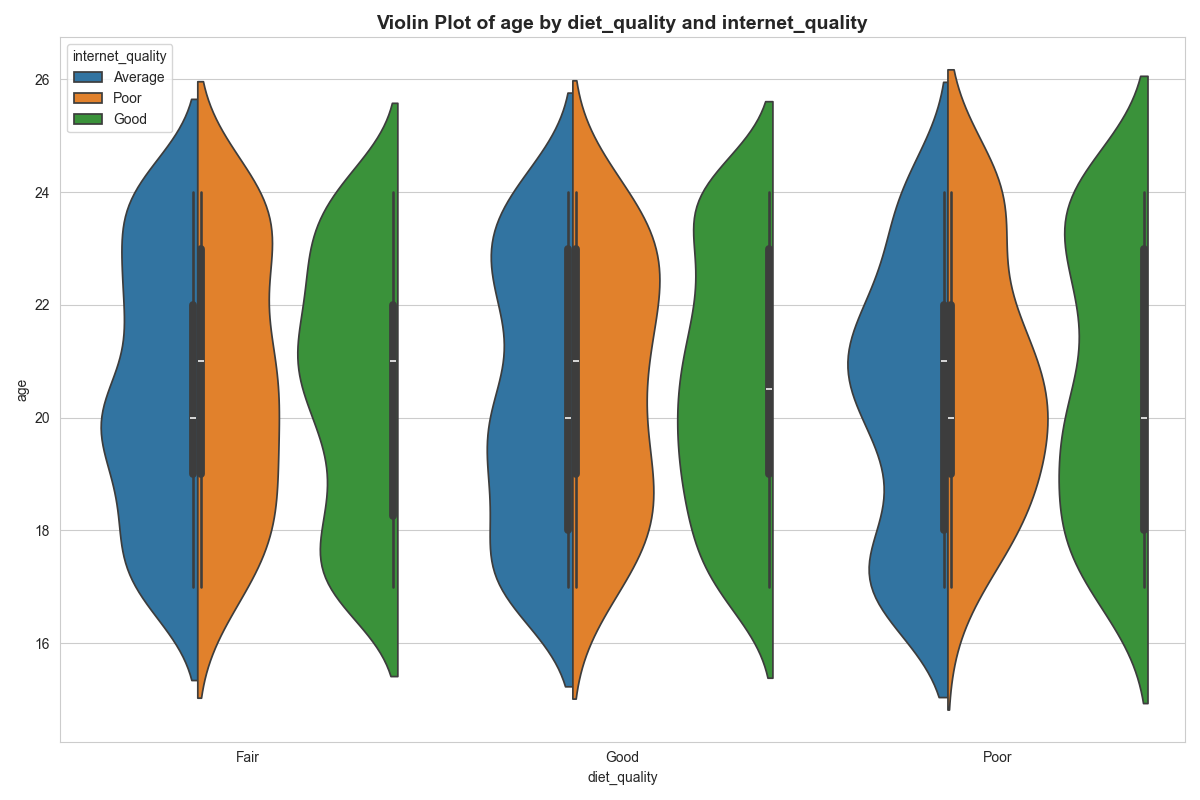 Violin Plot of age by diet_quality and internet_quality
internet_quality
Average
Poor
Good
26
24
22
20
18
16
age
Fair
Good
Poor
diet_quality